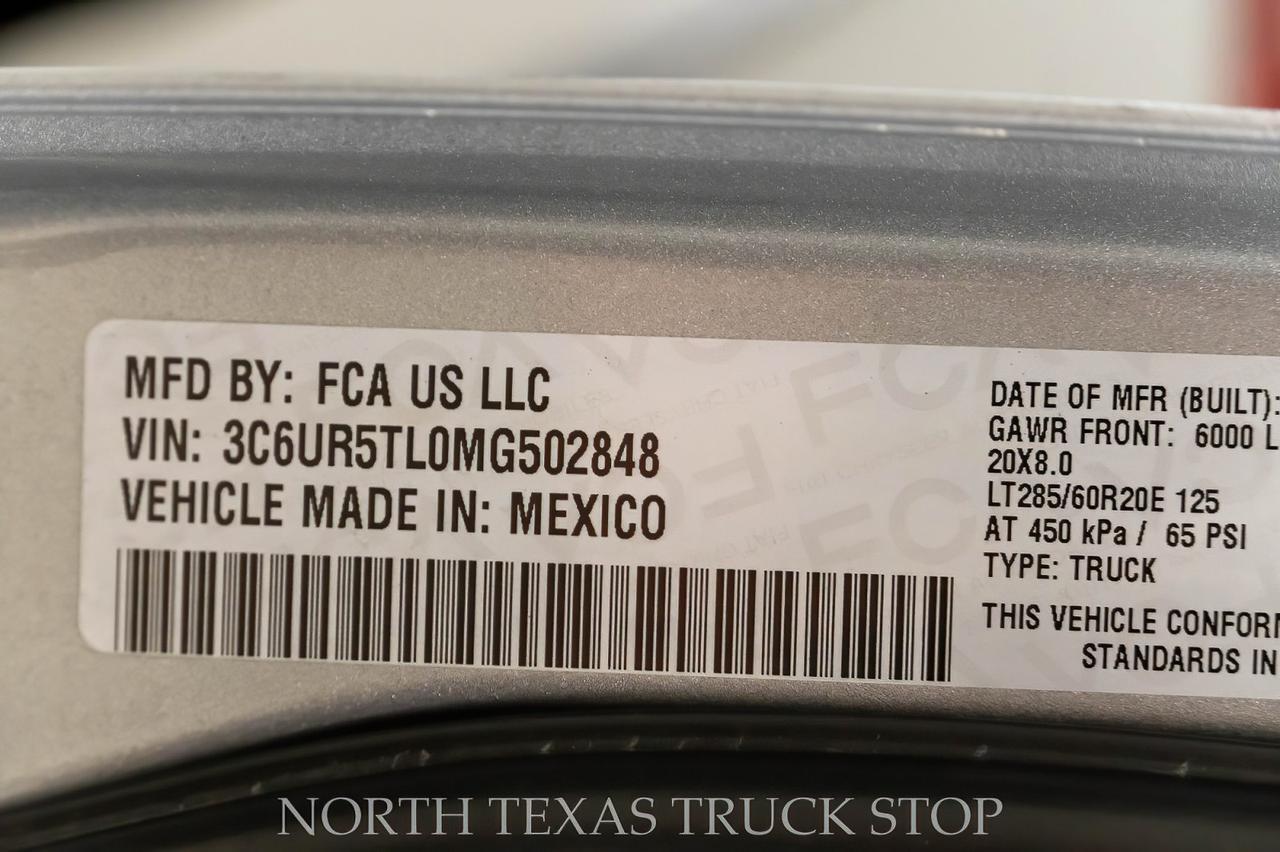 MFD BY: FCA US LLC
VIN: 3C6UR5TL0MG502848
VEHICLE MADE IN: MEXICO
DATE OF MFR (BUILT):
GAWR FRONT: 6000 L
20X8.0
LT285/60R20E 125
AT 450 kPa / 65 PSI
TYPE: TRUCK
THIS VEHICLE CONFOR
STANDARDS IN
NORTH TEXAS TRUCK STOP